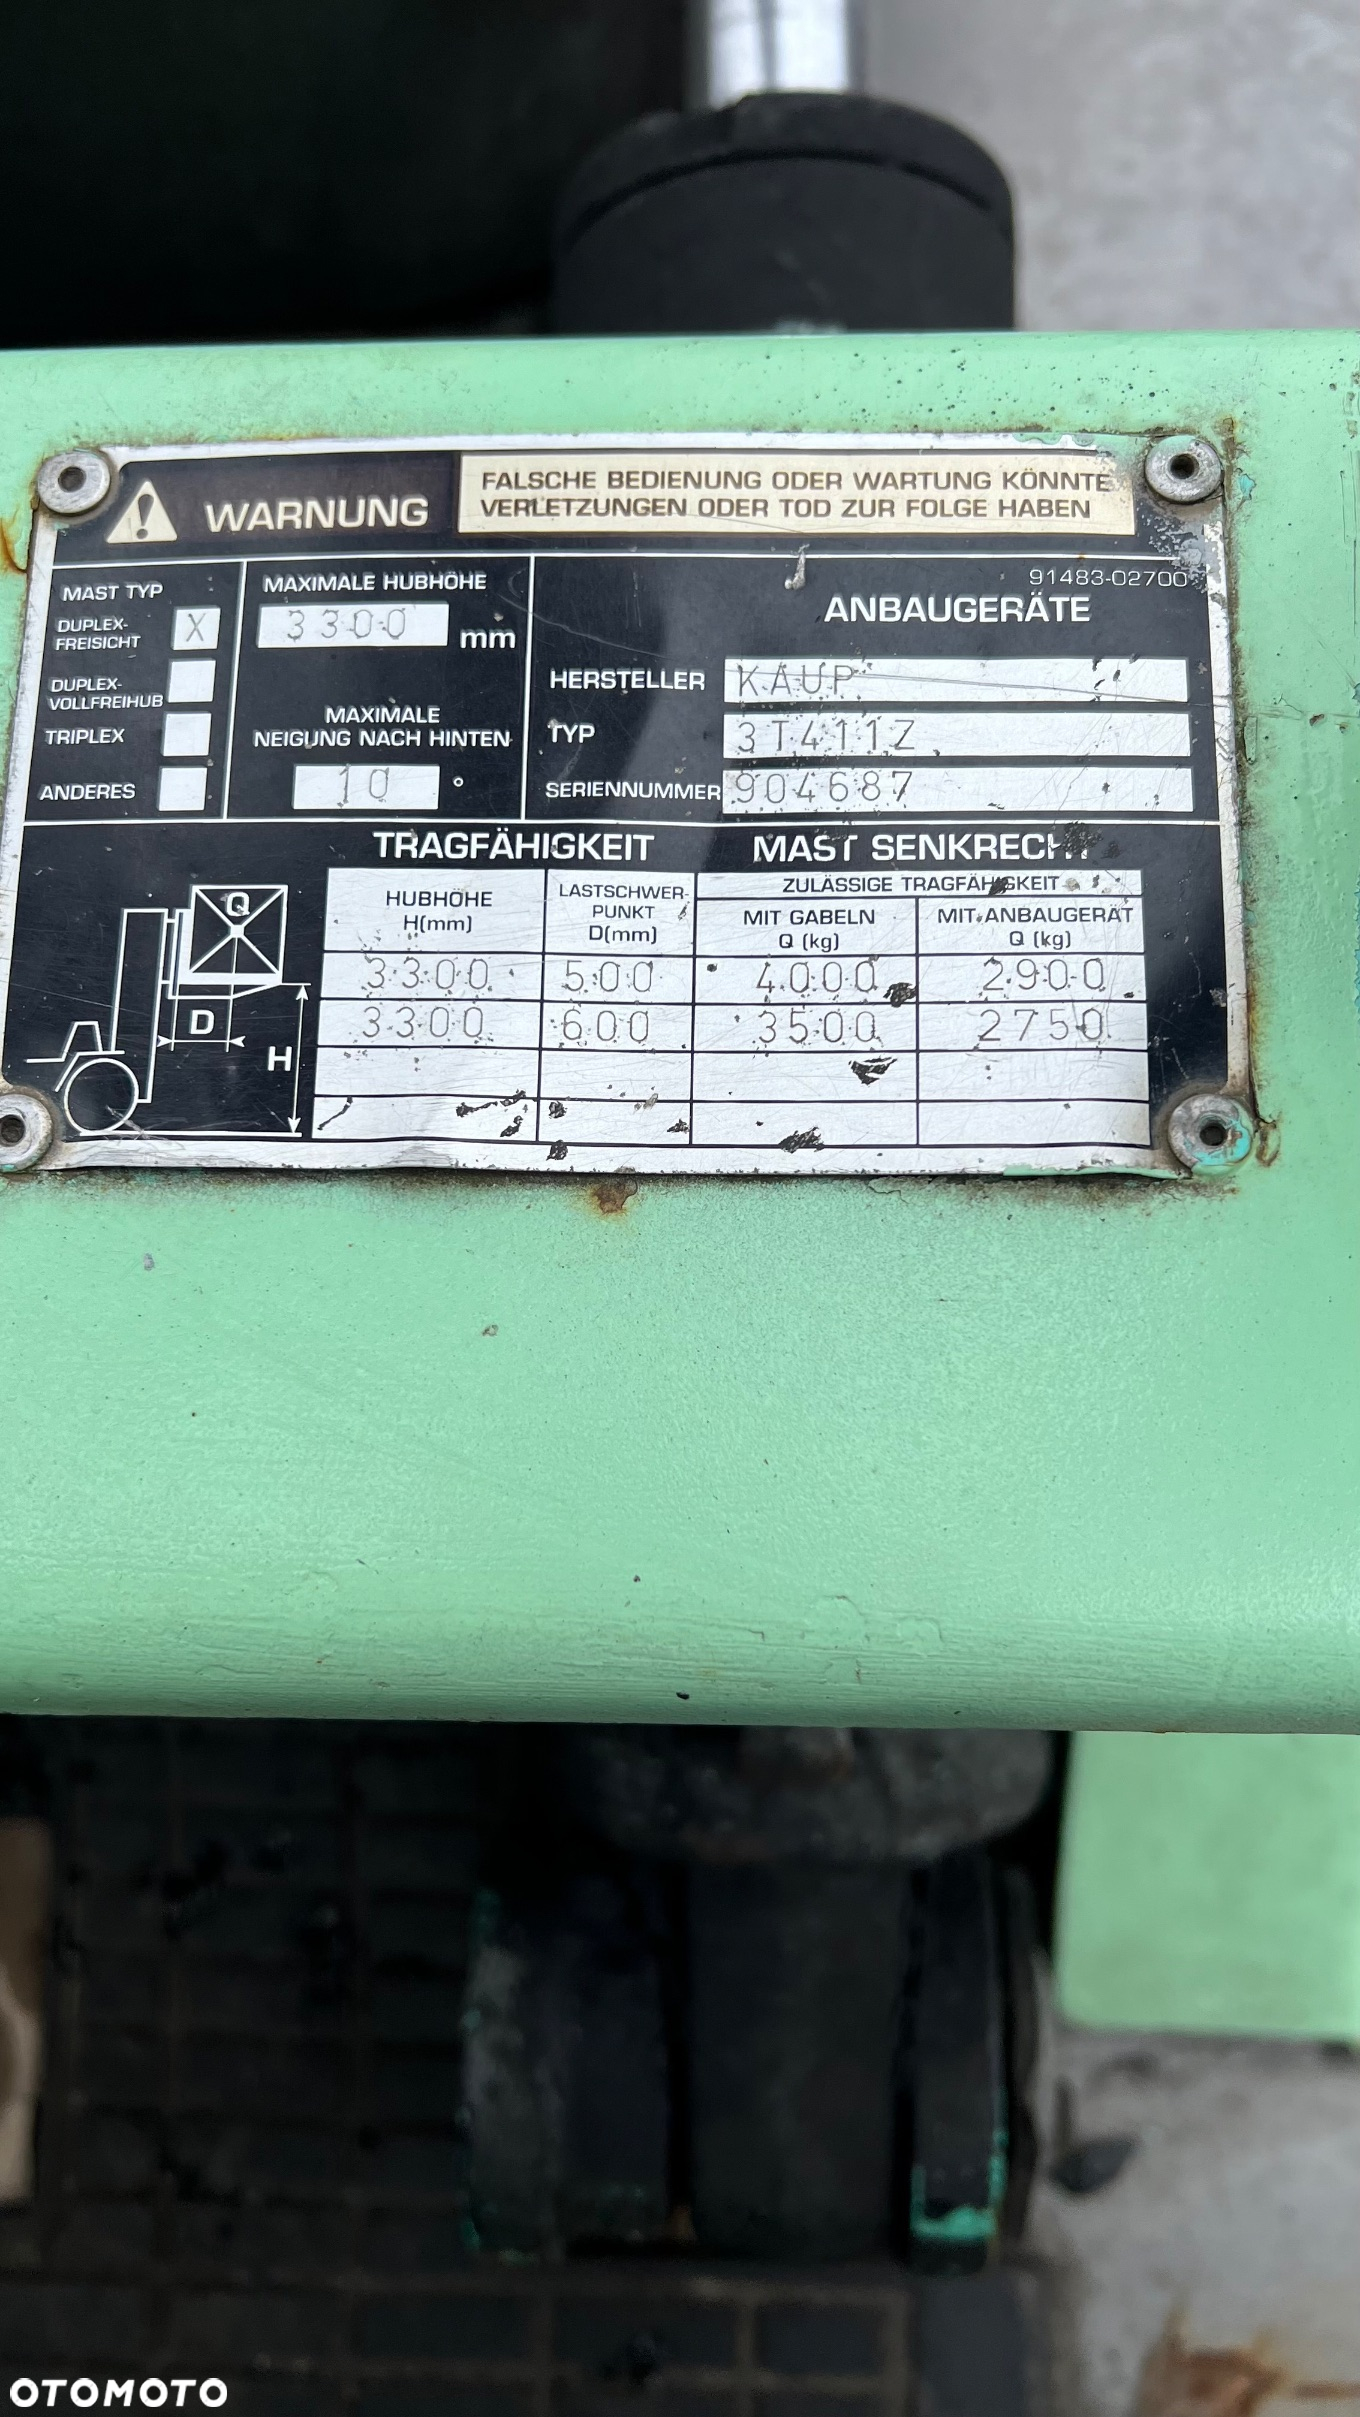 WARNUNG
FALSCHE BEDIENUNG ODER WARTUNG KÖNNTE
VERLETZUNGEN ODER TOD ZUR FOLGE HABEN
MAST TYP
DUPLEX-
FREISICHT X
DUPLEX-
VOLLFREIHUB
TRIPLEX
ANDERES
MAXIMALE HUBHÖHE
3300 mm
MAXIMALE
NEIGUNG NACH HINTEN
10 °
91483-02700
ANBAUGERÄTE
HERSTELLER KAUP
TYP 3T411Z
SERIENNUMMER 904687
TRAGFÄHIGKEIT MAST SENKRECHT
Q
D
H
HUBHÖHE
H(mm)
LASTSCHWER-
PUNKT
D(mm)
ZULÄSSIGE TRAGFÄHIGKEIT
MIT GABELN
Q (kg)
MIT ANBAUGERÄT
Q (kg)
3300 500 4000 2900
3300 600 3500 2750
OTOMOTO